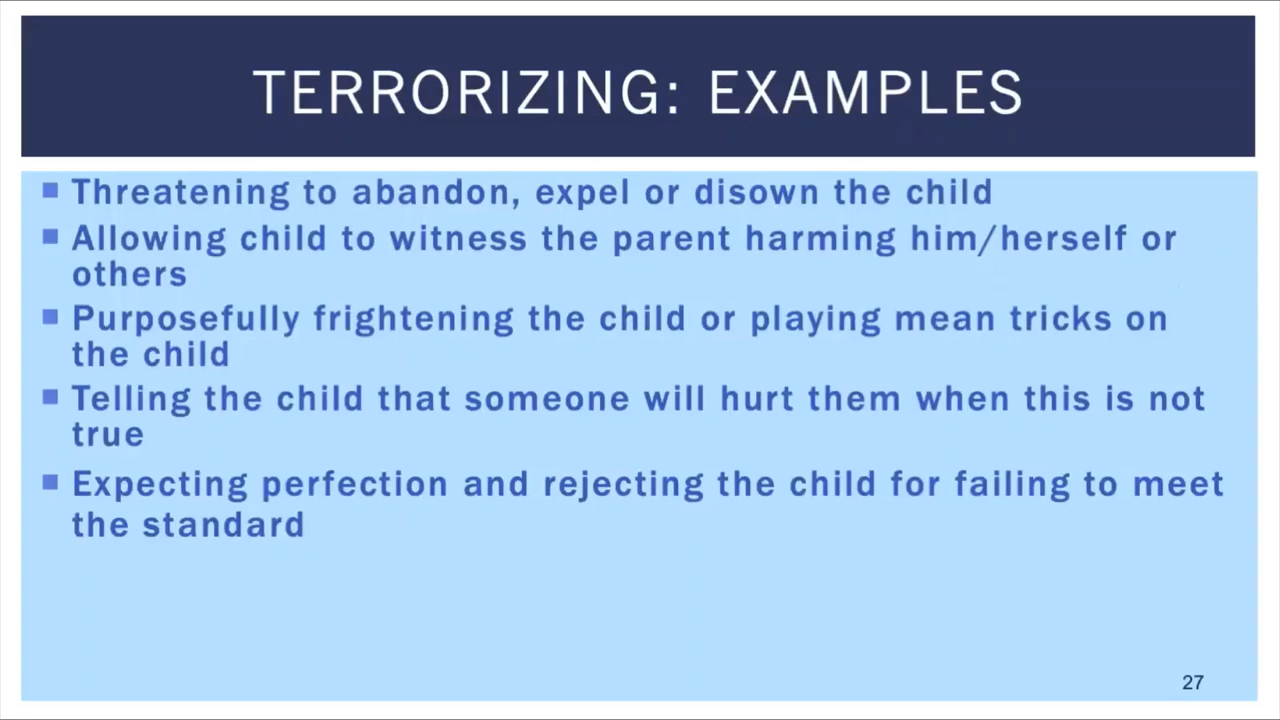 TERRORIZING: EXAMPLES
Threatening to abandon, expel or disown the child
Allowing child to witness the parent harming him/herself or
others
Purposefully frightening the child or playing mean tricks on
the child
Telling the child that someone will hurt them when this is not
true
Expecting perfection and rejecting the child for failing to meet
the standard
27